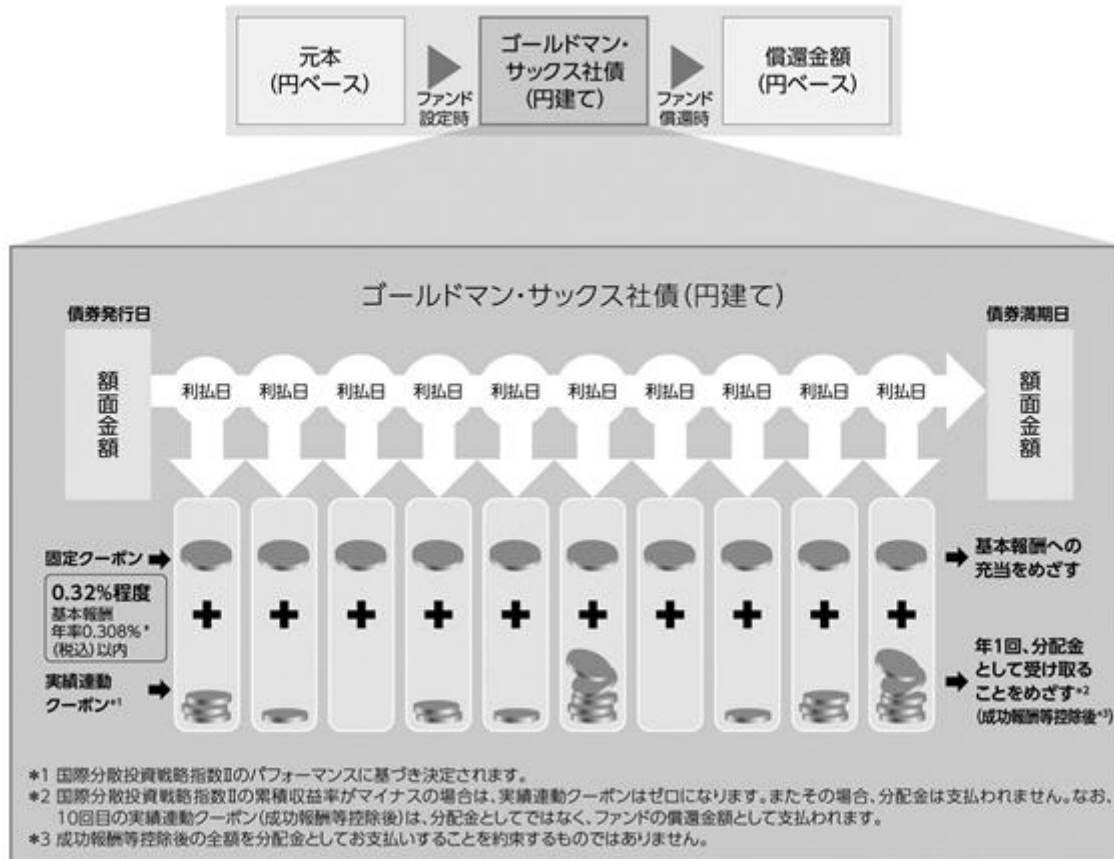 元本
(円ベース)
ファンド
設定時
ゴールドマン・
サックス社債
(円建て)
ファンド
償還時
償還金額
(円ベース)
ゴールドマン・サックス社債(円建て)
債券発行日
額面金額
債券満期日
額面金額
利払日
利払日
利払日
利払日
利払日
利払日
利払日
利払日
利払日
利払日
固定クーポン
0.32%程度
基本報酬
年率0.308%*
(税込)以内
実績連動
クーポン*1
基本報酬への
充当をめざす
年1回、分配金
として受け取る
ことをめざす*2
(成功報酬等控除後*3)
*1 国際分散投資戦略指数Ⅱのパフォーマンスに基づき決定されます。
*2 国際分散投資戦略指数Ⅱの累積収益率がマイナスの場合は、実績連動クーポンはゼロになります。またその場合、分配金は支払われません。なお、
10回目の実績連動クーポン(成功報酬等控除後)は、分配金としてではなく、ファンドの償還金額として支払われます。
*3 成功報酬等控除後の全額を分配金としてお支払いすることを約束するものではありません。